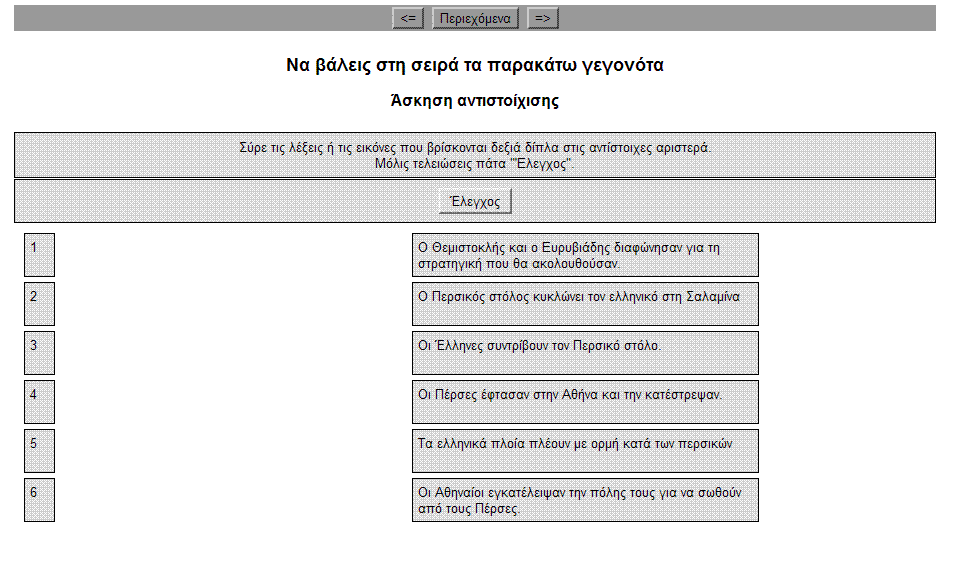 <= Περιεχόμενα =>
Να βάλεις στη σειρά τα παρακάτω γεγονότα
Άσκηση αντιστοίχισης
Σύρε τις λέξεις ή τις εικόνες που βρίσκονται δεξιά δίπλα στις αντίστοιχες αριστερά.
Μόλις τελειώσεις πάτα "Έλεγχος".
Έλεγχος
1
Ο Θεμιστοκλής και ο Ευρυβιάδης διαφώνησαν για τη
στρατηγική που θα ακολουθούσαν.
2
Ο Περσικός στόλος κυκλώνει τον ελληνικό στη Σαλαμίνα
3
Οι Έλληνες συντρίβουν τον Περσικό στόλο.
4
Οι Πέρσες έφτασαν στην Αθήνα και την κατέστρεψαν.
5
Τα ελληνικά πλοία πλέουν με ορμή κατά των περσικών
6
Οι Αθηναίοι εγκατέλειψαν την πόλης τους για να σωθούν
από τους Πέρσες.